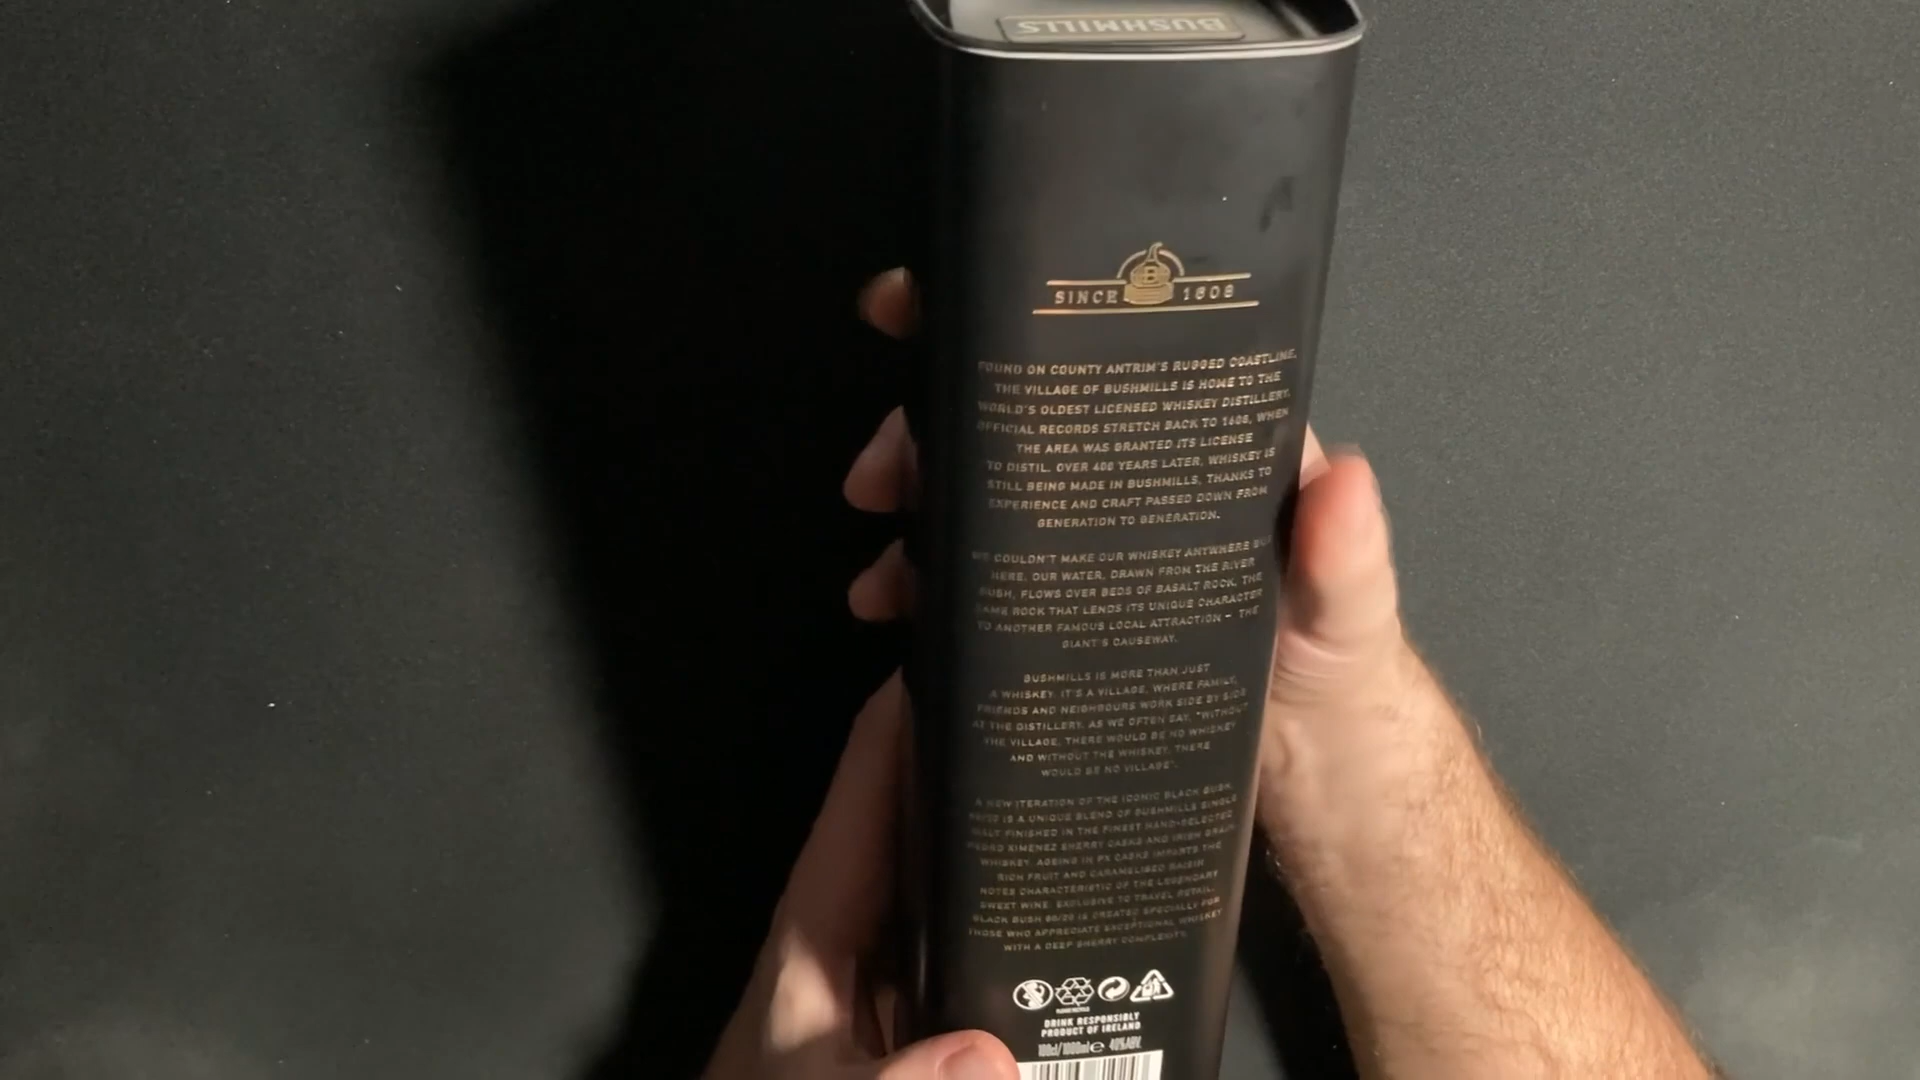 BUSHMILLS
SINCE 1608
FOUND ON COUNTY ANTRIM'S RUGGED COASTLINE,
THE VILLAGE OF BUSHMILLS IS HOME TO THE
WORLD'S OLDEST LICENSED WHISKEY DISTILLERY.
OFFICIAL RECORDS STRETCH BACK TO 1608, WHEN
THE AREA WAS GRANTED ITS LICENSE
TO DISTIL. OVER 400 YEARS LATER, WHISKEY IS
STILL BEING MADE IN BUSHMILLS, THANKS TO
EXPERIENCE AND CRAFT PASSED DOWN FROM
GENERATION TO GENERATION.
WE COULDN'T MAKE OUR WHISKEY ANYWHERE BUT
HERE. OUR WATER, DRAWN FROM THE RIVER
BUSH, FLOWS OVER BEDS OF BASALT ROCK, THE
SAME ROCK THAT LENDS ITS UNIQUE CHARACTER
TO ANOTHER FAMOUS LOCAL ATTRACTION – THE
GIANT'S CAUSEWAY.
BUSHMILLS IS MORE THAN JUST
A WHISKEY. IT'S A VILLAGE, WHERE FAMILY,
FRIENDS AND NEIGHBOURS WORK SIDE BY SIDE
AT THE DISTILLERY. AS WE OFTEN SAY, "WITHOUT
THE VILLAGE, THERE WOULD BE NO WHISKEY
AND WITHOUT THE WHISKEY, THERE
WOULD BE NO VILLAGE".
A NEW ITERATION OF THE ICONIC BLACK BUSH,
80/20 IS A UNIQUE BLEND OF BUSHMILLS SINGLE
MALT FINISHED IN THE FINEST HAND-SELECTED
PEDRO XIMENEZ SHERRY CASKS AND IRISH GRAIN
WHISKEY. AGEING IN PX CASKS IMPARTS THE
RICH FRUIT AND CARAMELISED RAISIN
NOTES CHARACTERISTIC OF THE LEGENDARY
SWEET WINE. EXCLUSIVE TO TRAVEL RETAIL,
BLACK BUSH 80/20 IS CREATED SPECIALLY FOR
THOSE WHO APPRECIATE EXCEPTIONAL WHISKEY
WITH A DEEP SHERRY COMPLEXITY.
DRINK RESPONSIBLY
PRODUCT OF IRELAND
100cl/1000ml e 40%ABV.